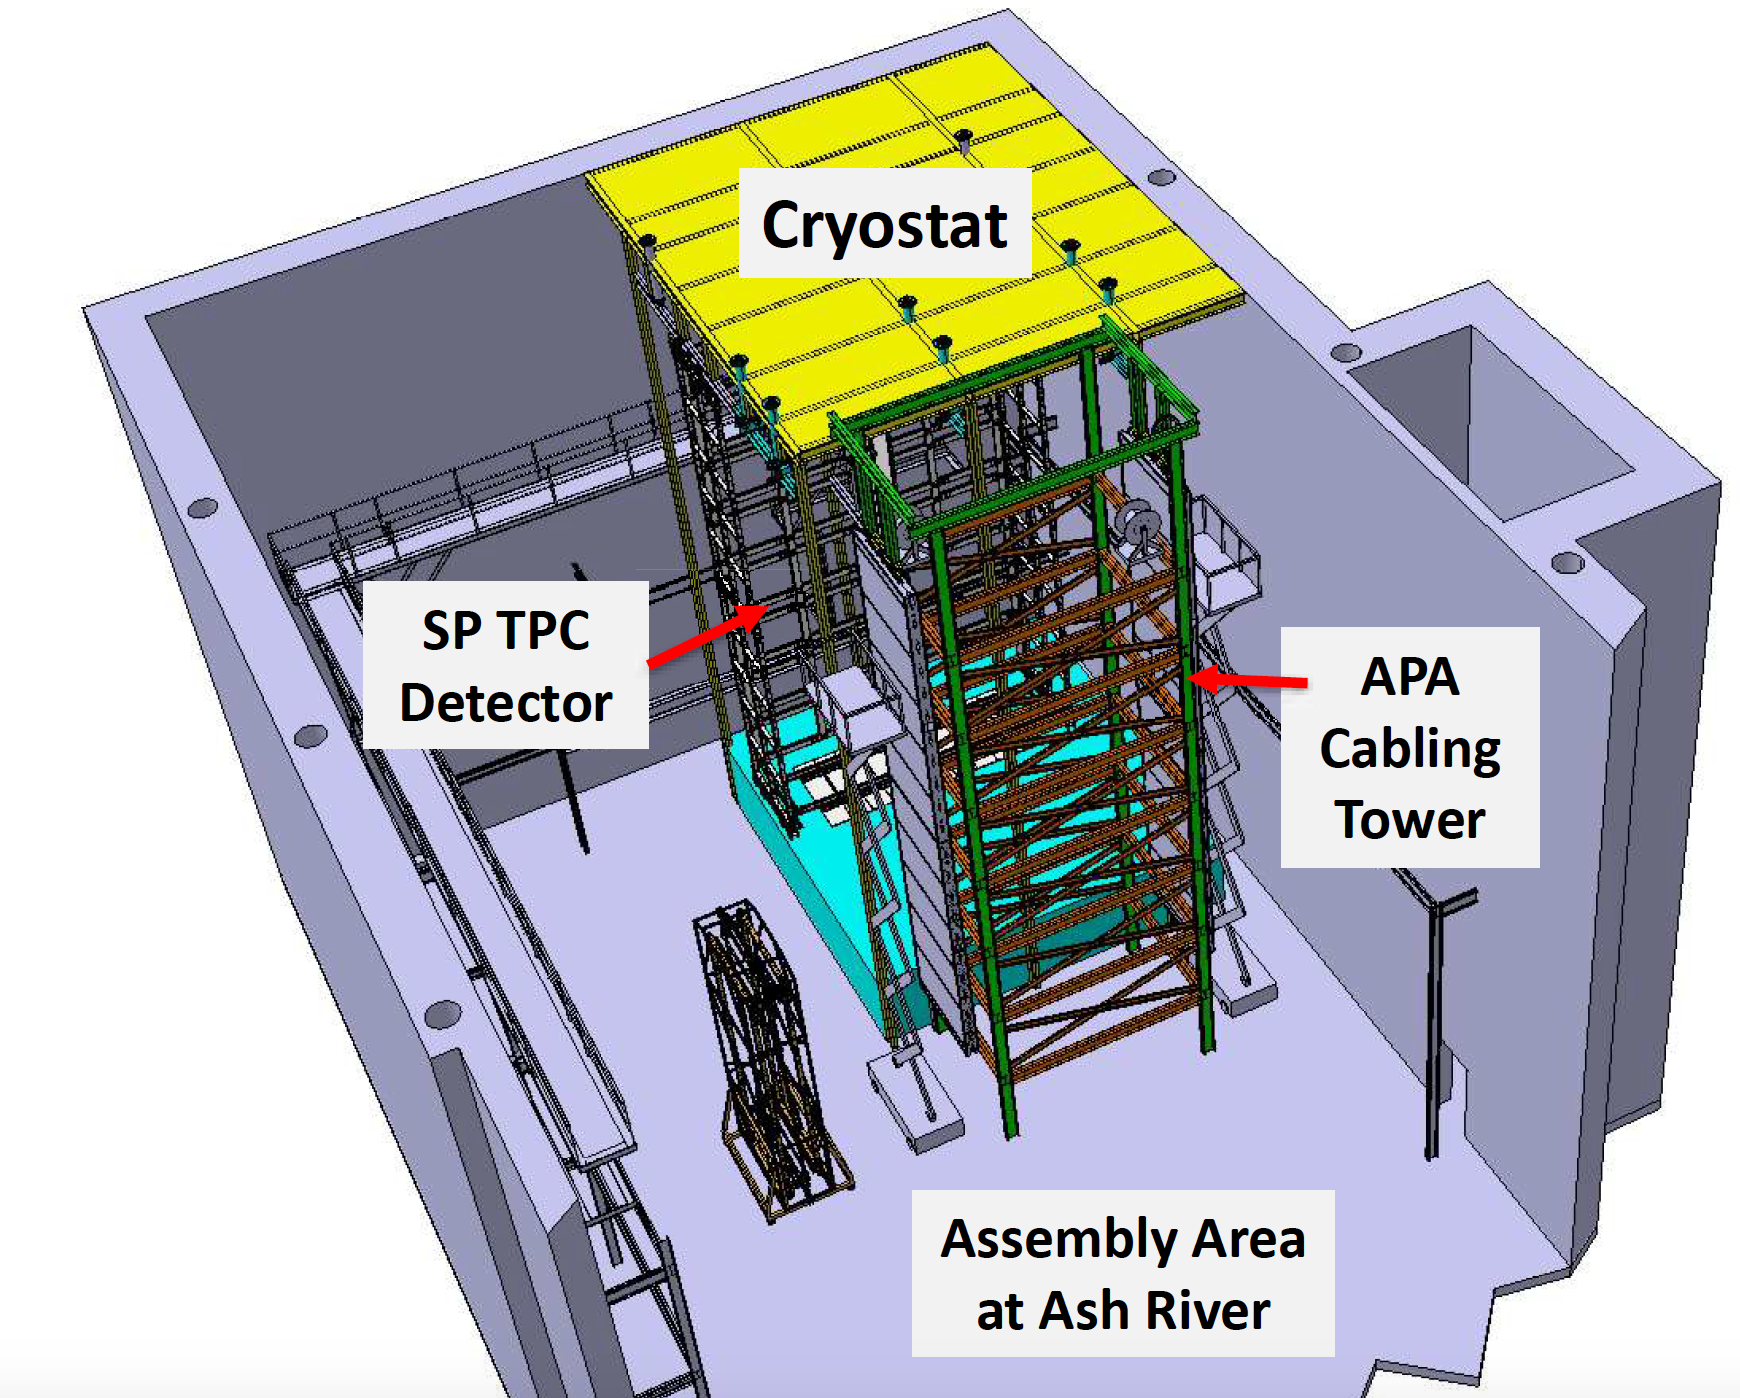 Cryostat
SP TPC
Detector
APA
Cabling
Tower
Assembly Area
at Ash River